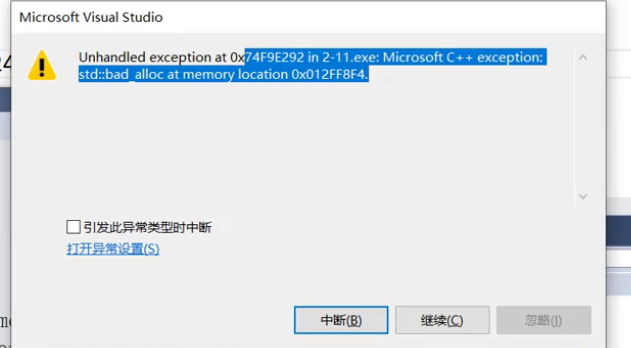 Microsoft Visual Studio
Unhandled exception at 0x74F9E292 in 2-11.exe: Microsoft C++ exception:
std::bad_alloc at memory location 0x012FF8F4.
引发此异常类型时中断
打开异常设置(S)
中断(B)
继续(C)
忽略(I)